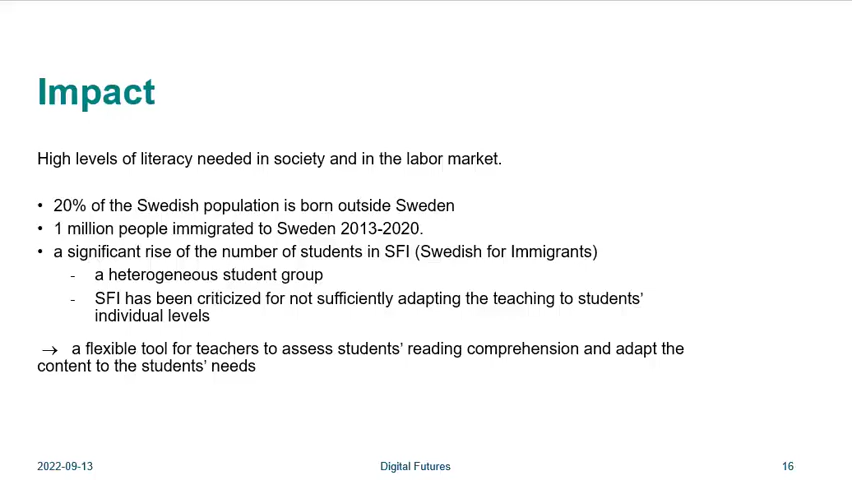 Impact
High levels of literacy needed in society and in the labor market.
• 20% of the Swedish population is born outside Sweden
• 1 million people immigrated to Sweden 2013-2020.
• a significant rise of the number of students in SFI (Swedish for Immigrants)
- a heterogeneous student group
- SFI has been criticized for not sufficiently adapting the teaching to students’
individual levels
→ a flexible tool for teachers to assess students’ reading comprehension and adapt the
content to the students’ needs
2022-09-13 Digital Futures 16